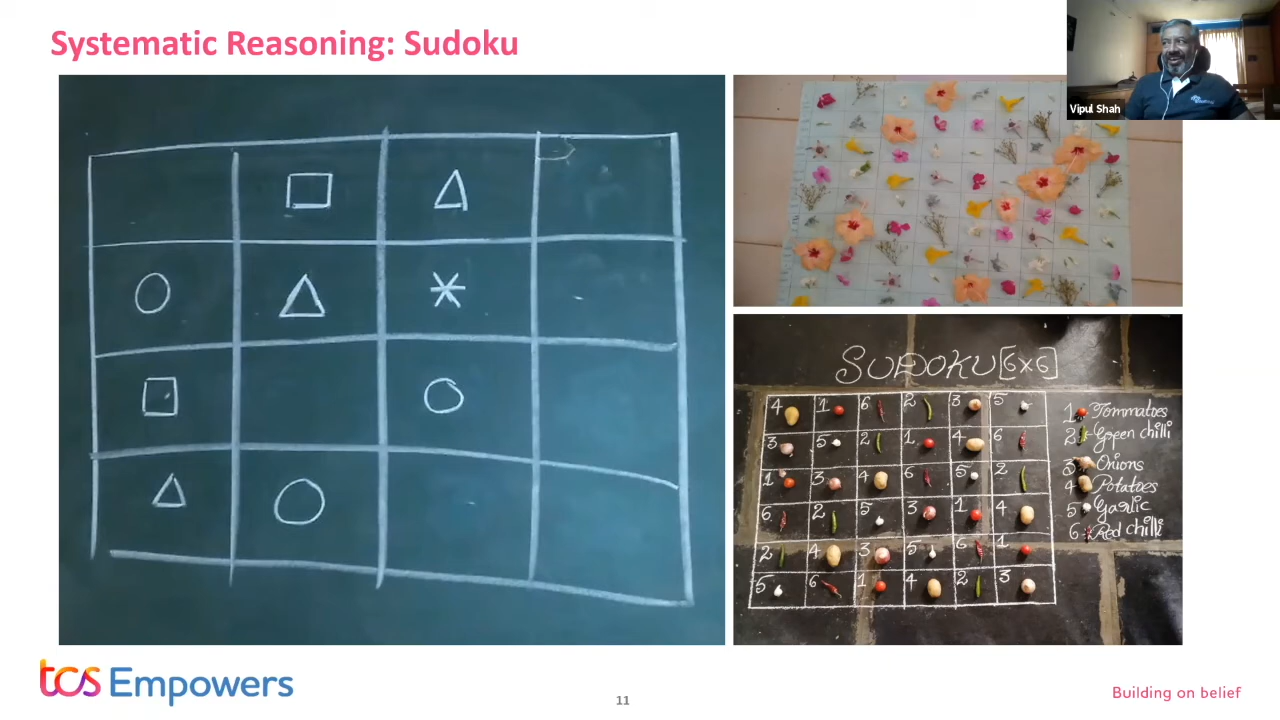 Systematic Reasoning: Sudoku
Vipul Shah
SUDOKU[6x6]
4 1 6 2 3 5
3 5 2 1 4 6
1 3 4 6 5 2
6 2 5 3 1 4
2 4 3 5 6 1
5 6 1 4 2 3
1 Tommatoes
2 Green chilli
3 Onions
4 Potatoes
5 Garlic
6 Red chilli
tcs Empowers
11
Building on belief